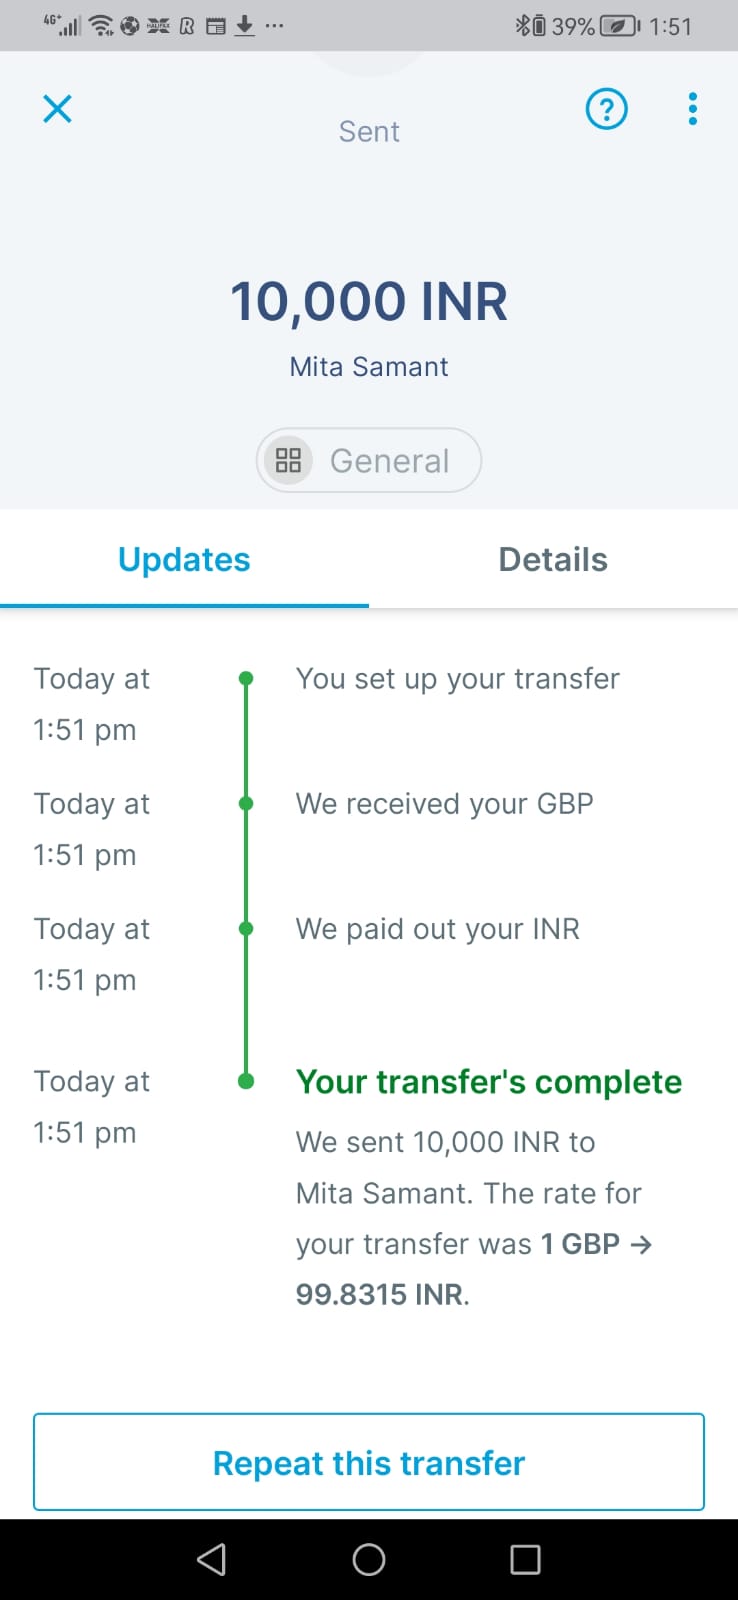 4G+ HALIFAX R ... 39% 1:51
Sent
10,000 INR
Mita Samant
General
Updates Details
Today at
1:51 pm
You set up your transfer
Today at
1:51 pm
We received your GBP
Today at
1:51 pm
We paid out your INR
Today at
1:51 pm
Your transfer's complete
We sent 10,000 INR to
Mita Samant. The rate for
your transfer was 1 GBP →
99.8315 INR.
Repeat this transfer